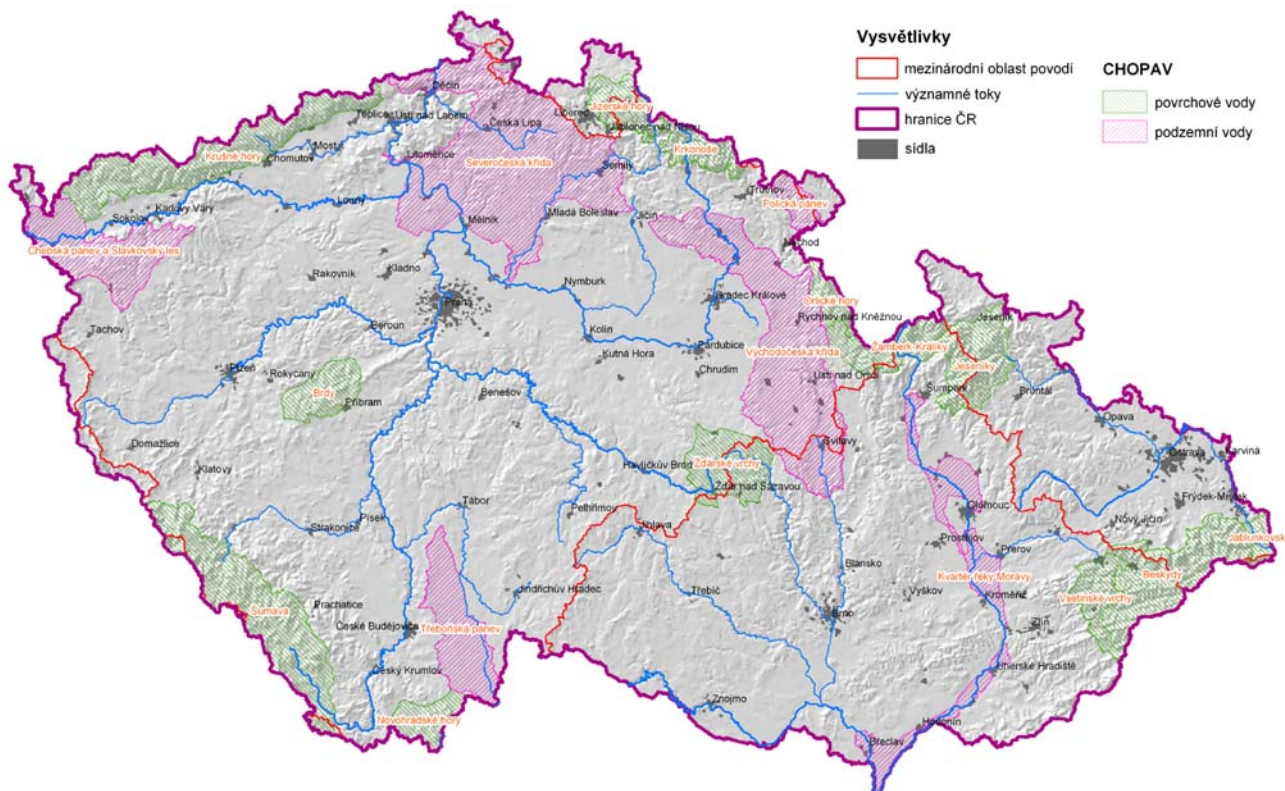 Vysvětlivky
mezinárodní oblast povodí
významné toky
hranice ČR
sídla
CHOPAV
povrchové vody
podzemní vody
Děčín
Teplice
Ústí nad Labem
Česká Lípa
Liberec
Jizerské hory
Jablonec nad Nisou
Krkonoše
Most
Chomutov
Krušné hory
Litoměřice
Severočeská křída
Semily
Trutnov
Polická pánev
Louny
Karlovy Vary
Sokolov
Mělník
Mladá Boleslav
Jičín
Náchod
Chebská pánev a Slavkovský les
Rakovník
Kladno
Praha
Nymburk
Hradec Králové
Orlické hory
Rychnov nad Kněžnou
Jeseník
Tachov
Beroun
Kolín
Kutná Hora
Pardubice
Chrudim
Východočeská křída
Žamberk-Králíky
Jeseníky
Plzeň
Rokycany
Brdy
Příbram
Benešov
Ústí nad Orlicí
Šumperk
Bruntál
Opava
Domažlice
Klatovy
Svitavy
Ostrava
Karviná
Havlíčkův Brod
Žďárské vrchy
Žďár nad Sázavou
Frýdek-Místek
Tábor
Pelhřimov
Jihlava
Olomouc
Nový Jičín
Strakonice
Písek
Prostějov
Přerov
Jablunkovsk
Blansko
Beskydy
Kvartér řeky Moravy
Jindřichův Hradec
Třebíč
Vyškov
Kroměříž
Vsetínské vrchy
Šumava
Prachatice
České Budějovice
Třeboňská pánev
Brno
Zlín
Český Krumlov
Uherské Hradiště
Novohradské hory
Znojmo
Hodonín
Břeclav